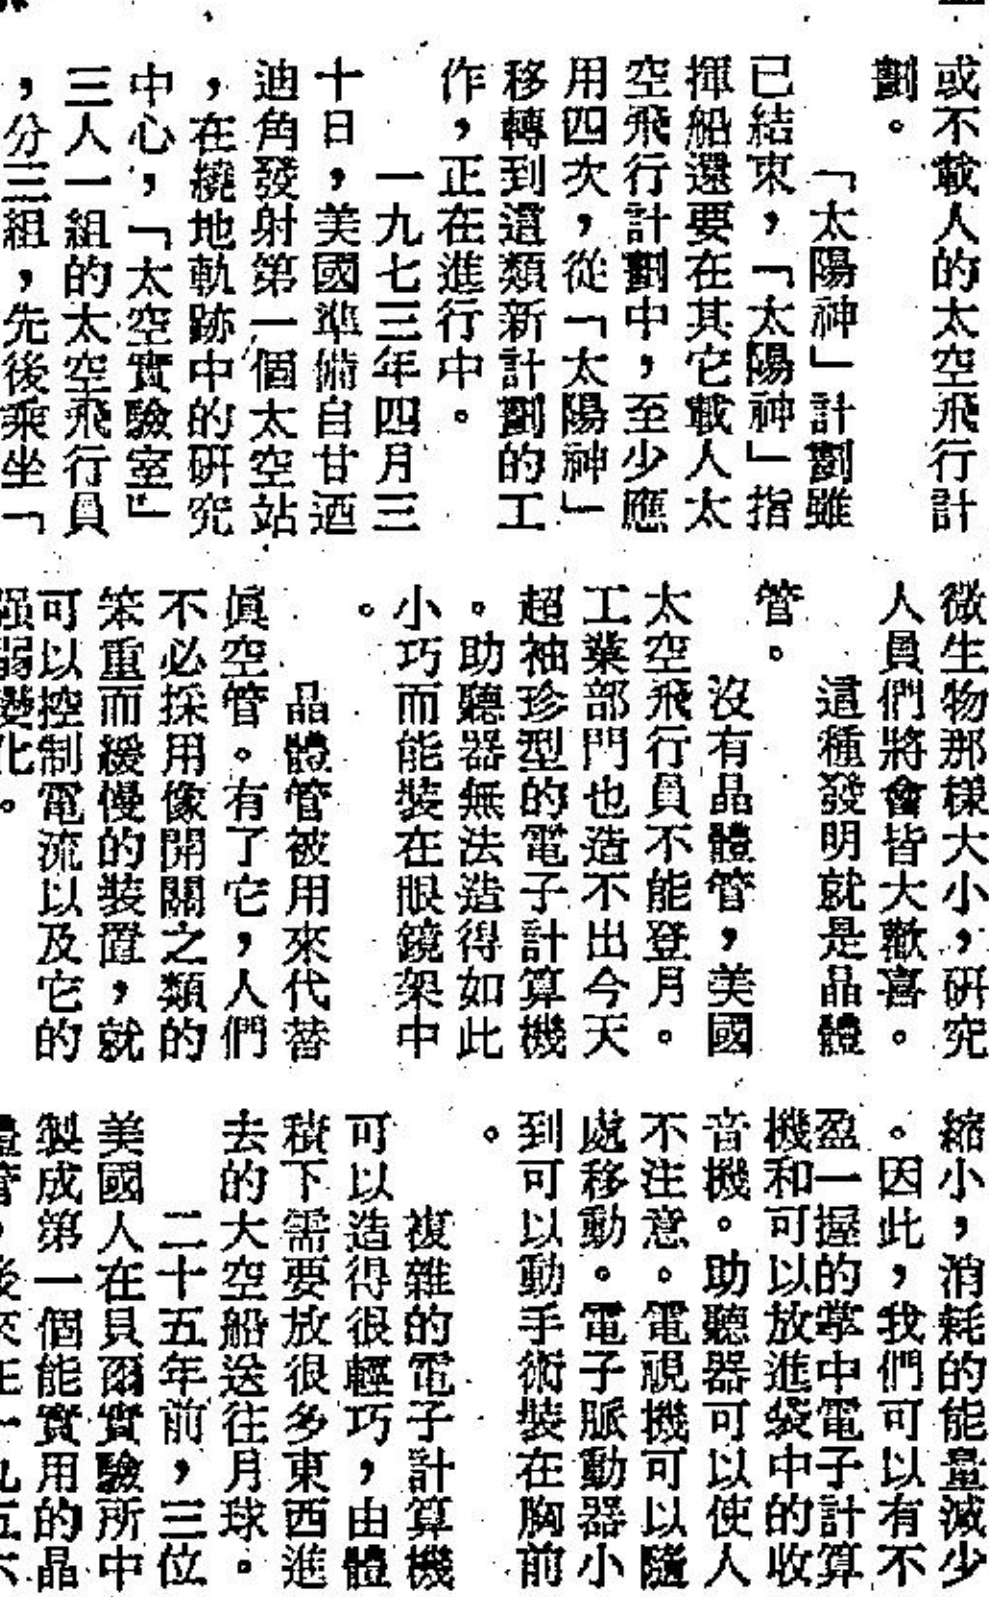 或不載人的太空飛行計
劃。
「太陽神」計劃雖
已結束，「太陽神」指
揮船還要在其它載人太
空飛行計劃中，至少應
用四次，從「太陽神」
移轉到這類新計劃的工
作，正在進行中。
一九七三年四月三
十日，美國準備自甘迺
迪角發射第一個太空站
，在繞地軌跡中的研究
中心，「太空實驗室」
三人一組的太空飛行員
，分三組，先後乘坐「
微生物那樣大小，研究
人員們將會皆大歡喜。
這種發明就是晶體
管。
沒有晶體管，美國
太空飛行員不能登月。
工業部門也造不出今天
超袖珍型的電子計算機
。助聽器無法造得如此
小巧而能裝在眼鏡架中
。
晶體管被用來代替
眞空管。有了它，人們
不必採用像開關之類的
笨重而緩慢的裝置，就
可以控制電流以及它的
强弱變化。
縮小，消耗的能量減少
。因此，我們可以有不
盈一握的掌中電子計算
機和可以放進袋中的收
音機。助聽器可以使人
不注意。電視機可以隨
處移動。電子脈動器小
到可以動手術裝在胸前
。
複雜的電子計算機
可以造得很輕巧，由體
積下需要放很多東西進
去的大空船送往月球。
二十五年前，三位
美國人在貝爾實驗所中
製成第一個能實用的晶
體管，後來在一九五六